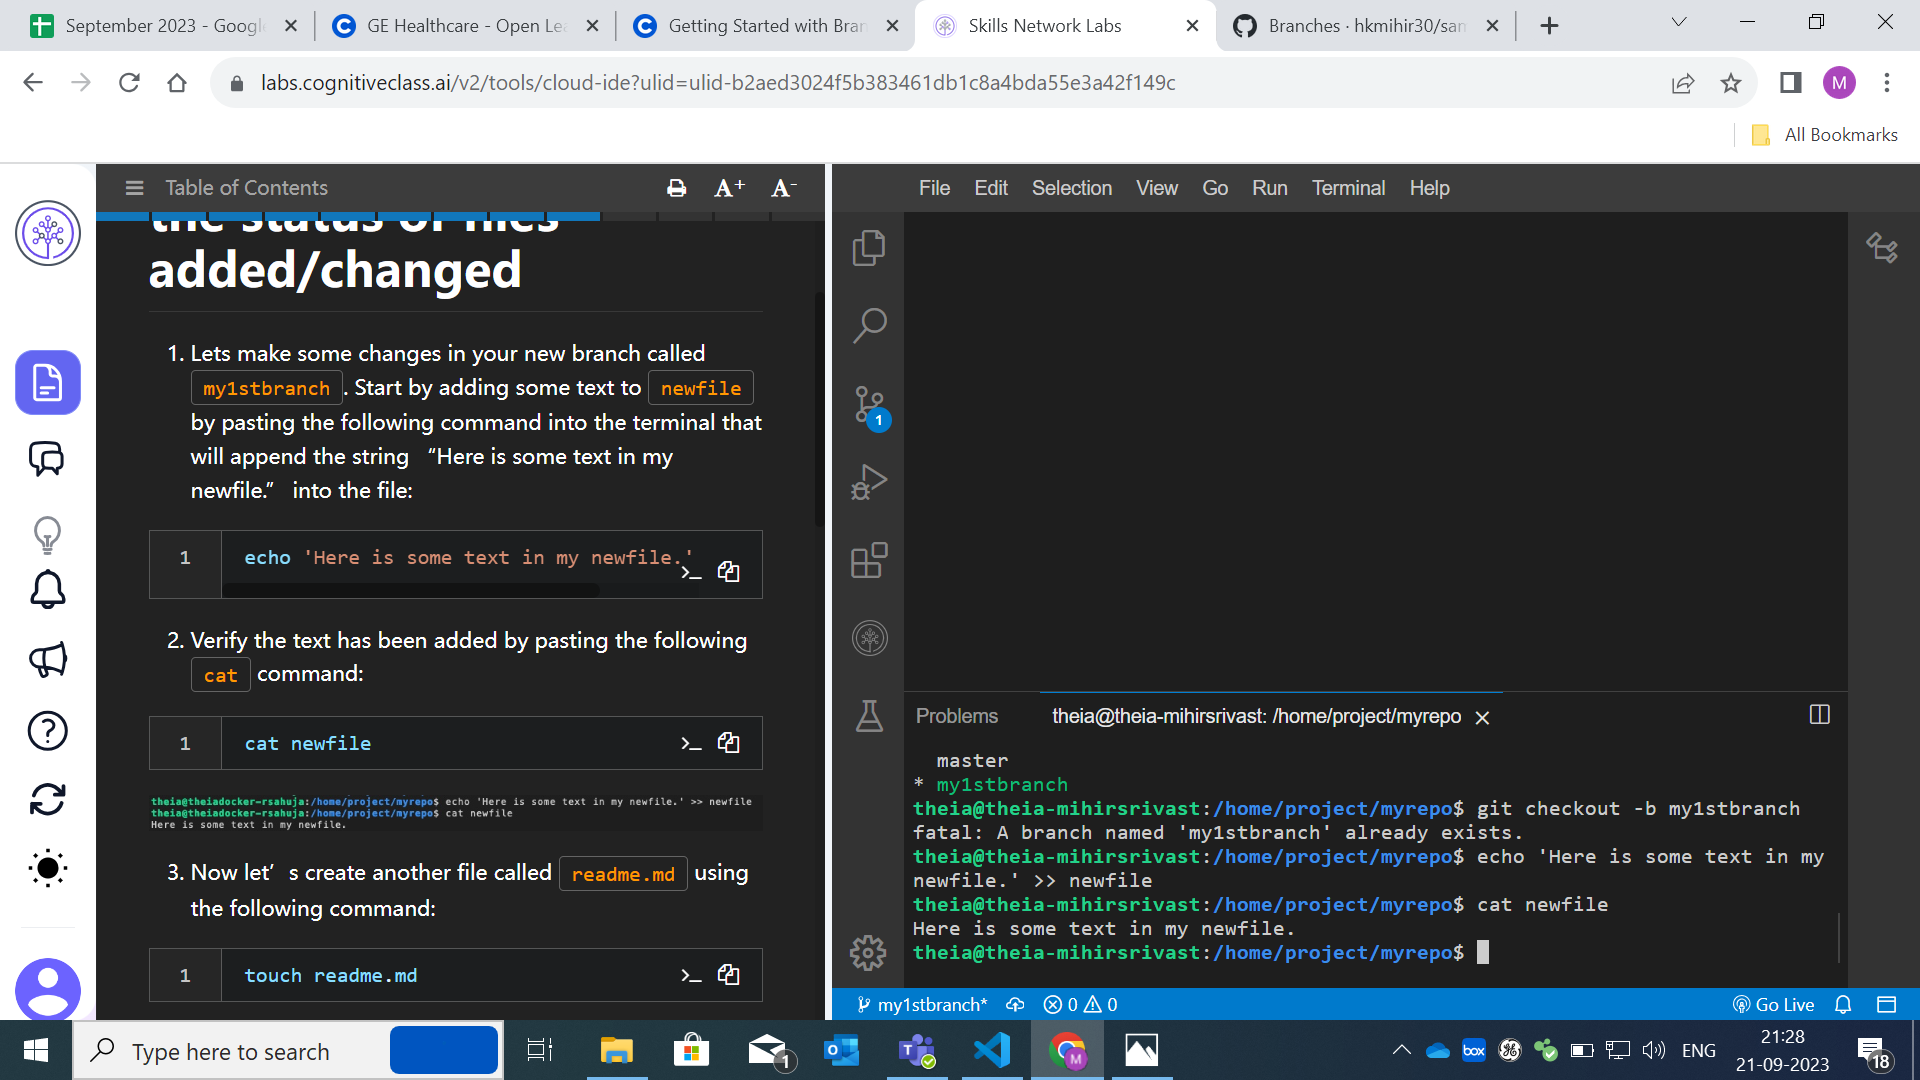 September 2023 - Google
GE Healthcare - Open Lea
Getting Started with Bran
Skills Network Labs
Branches · hkmihir30/sam
labs.cognitiveclass.ai/v2/tools/cloud-ide?ulid=ulid-b2aed3024f5b383461db1c8a4bda55e3a42f149c
M
All Bookmarks
Table of Contents
A+ A-
File Edit Selection View Go Run Terminal Help
the status of files
added/changed
1. Lets make some changes in your new branch called
my1stbranch . Start by adding some text to newfile
by pasting the following command into the terminal that
will append the string “Here is some text in my
newfile.” into the file:
1 echo 'Here is some text in my newfile.'
2. Verify the text has been added by pasting the following
cat command:
1 cat newfile
theia@theiadocker-rsahuja:/home/project/myrepo$ echo 'Here is some text in my newfile.' >> newfile
theia@theiadocker-rsahuja:/home/project/myrepo$ cat newfile
Here is some text in my newfile.
3. Now let’s create another file called readme.md using
the following command:
1 touch readme.md
1
Problems theia@theia-mihirsrivast: /home/project/myrepo
master
* my1stbranch
theia@theia-mihirsrivast:/home/project/myrepo$ git checkout -b my1stbranch
fatal: A branch named 'my1stbranch' already exists.
theia@theia-mihirsrivast:/home/project/myrepo$ echo 'Here is some text in my
newfile.' >> newfile
theia@theia-mihirsrivast:/home/project/myrepo$ cat newfile
Here is some text in my newfile.
theia@theia-mihirsrivast:/home/project/myrepo$
my1stbranch* 0 0 Go Live
Type here to search
1
M
box
ENG
21:28
21-09-2023
18